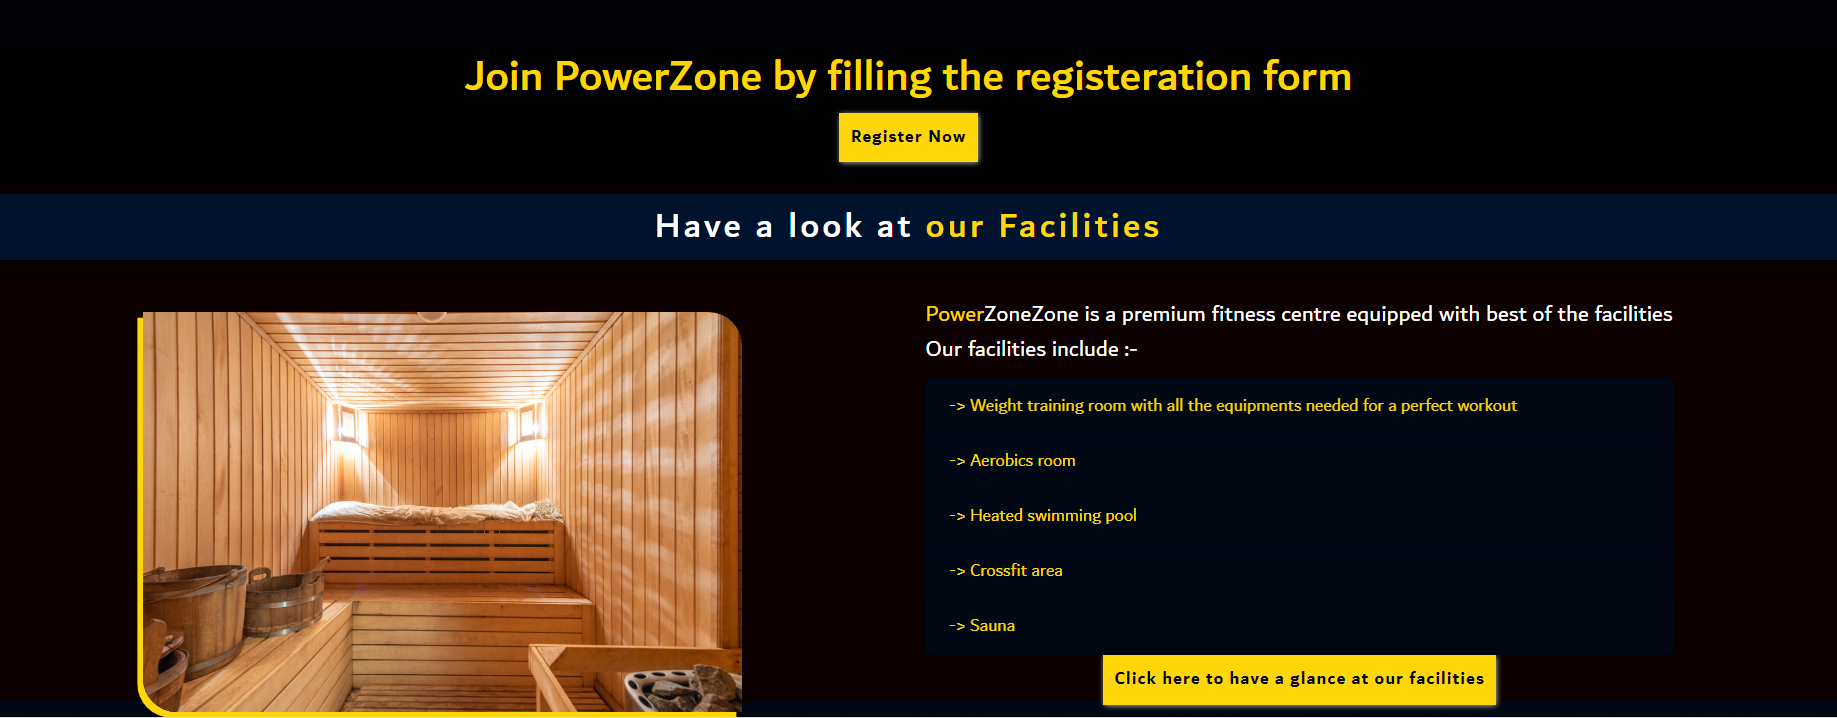 Join PowerZone by filling the registeration form
Register Now
Have a look at our Facilities
PowerZoneZone is a premium fitness centre equipped with best of the facilities
Our facilities include :-
-> Weight training room with all the equipments needed for a perfect workout
-> Aerobics room
-> Heated swimming pool
-> Crossfit area
-> Sauna
Click here to have a glance at our facilities